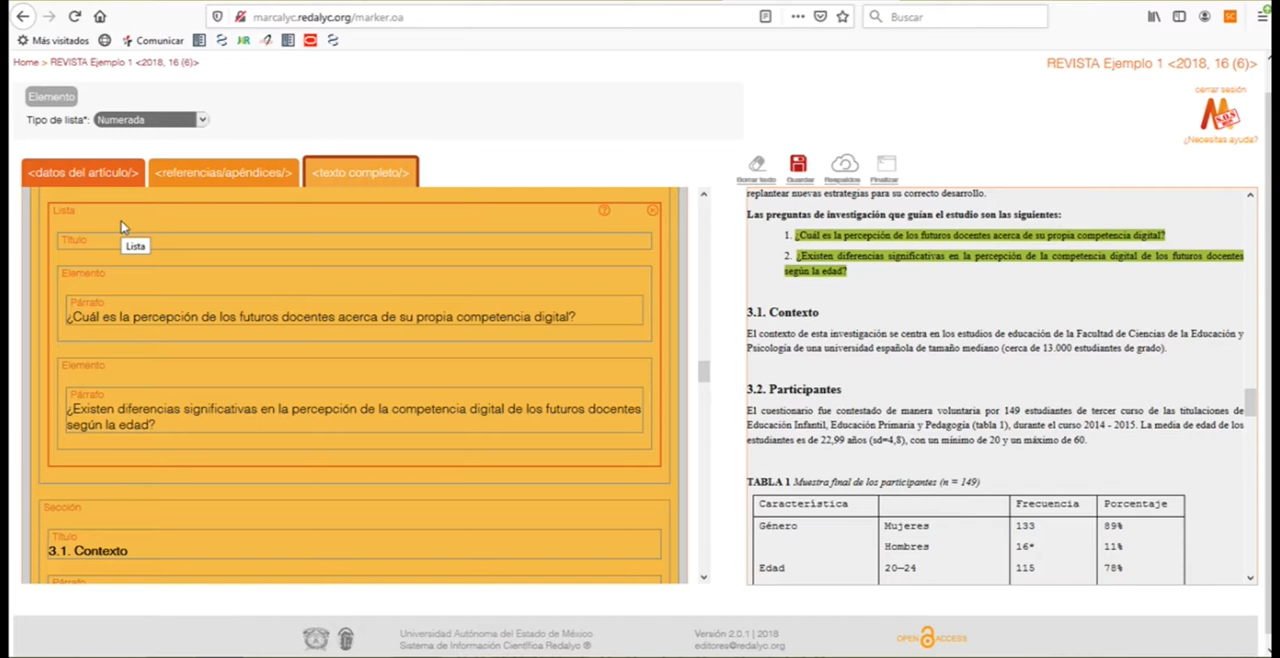 marcalyc.redalyc.org/marker.oa
Buscar
Más visitados
Comunicar
Home > REVISTA Ejemplo 1 <2018, 16 (6)>
REVISTA Ejemplo 1 <2018, 16 (6)>
Elemento
cerrar sesión
Tipo de lista*: Numerada
S.O.S
¿Necesitas ayuda?
<datos del artículo/>
<referencias/apéndices/>
<texto completo/>
Borrar texto
Guardar
Respaldos
Finalizar
Lista
Título
Lista
Elemento
Párrafo
¿Cuál es la percepción de los futuros docentes acerca de su propia competencia digital?
Elemento
Párrafo
¿Existen diferencias significativas en la percepción de la competencia digital de los futuros docentes
según la edad?
Sección
Título
3.1. Contexto
Párrafo
replantear nuevas estrategias para su correcto desarrollo.
Las preguntas de investigación que guían el estudio son las siguientes:
1. ¿Cuál es la percepción de los futuros docentes acerca de su propia competencia digital?
2. ¿Existen diferencias significativas en la percepción de la competencia digital de los futuros docentes
según la edad?
3.1. Contexto
El contexto de esta investigación se centra en los estudios de educación de la Facultad de Ciencias de la Educación y
Psicología de una universidad española de tamaño mediano (cerca de 13.000 estudiantes de grado).
3.2. Participantes
El cuestionario fue contestado de manera voluntaria por 149 estudiantes de tercer curso de las titulaciones de
Educación Infantil, Educación Primaria y Pedagogía (tabla 1), durante el curso 2014 - 2015. La media de edad de los
estudiantes es de 22,99 años (sd=4,8), con un mínimo de 20 y un máximo de 60.
TABLA 1 Muestra final de los participantes (n = 149)
Característica Frecuencia Porcentaje
Género Mujeres 133 89%
Hombres 16* 11%
Edad 20—24 115 78%
Universidad Autónoma del Estado de México
Sistema de Información Científica Redalyc ®
Versión 2.0.1 | 2018
editores@redalyc.org
OPEN ACCESS